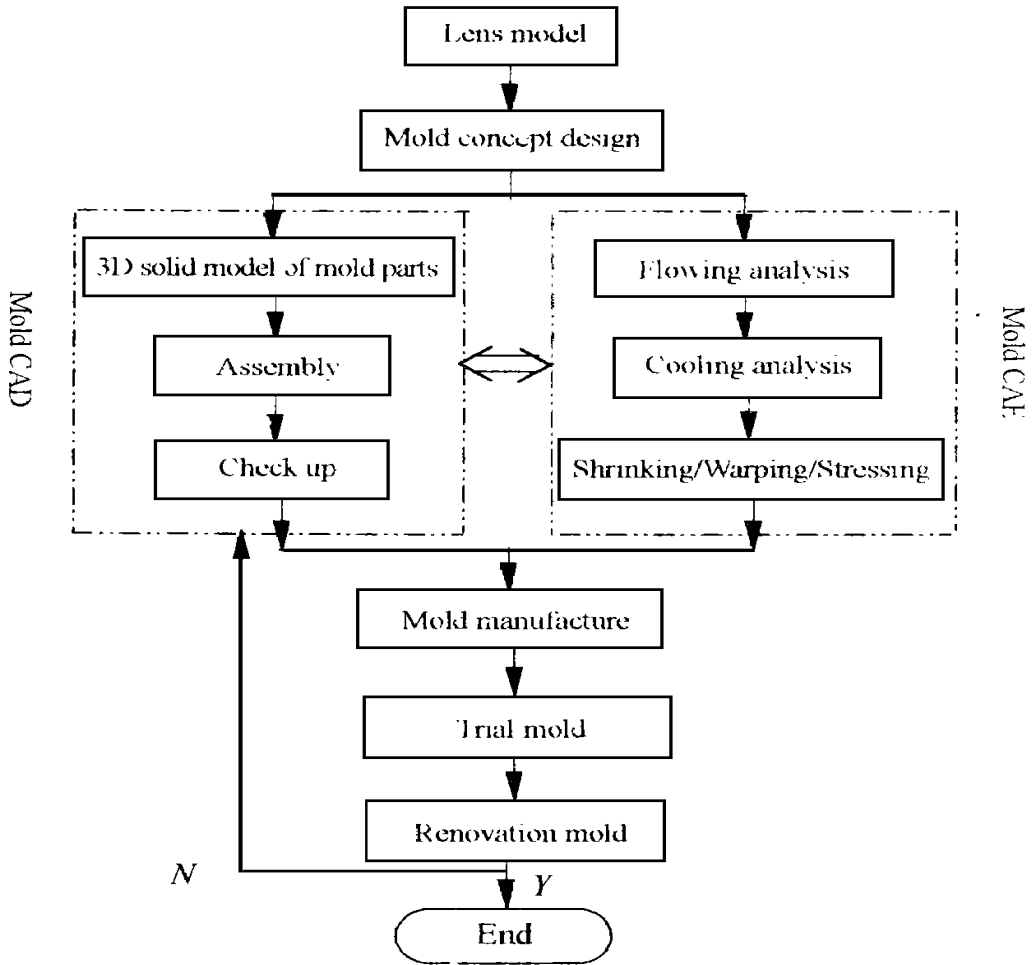 Lens model
Mold concept design
3D solid model of mold parts
Assembly
Check up
Mold CAD
Flowing analysis
Cooling analysis
Shrinking/Warping/Stressing
Mold CAE
Mold manufacture
Trial mold
Renovation mold
N
Y
End